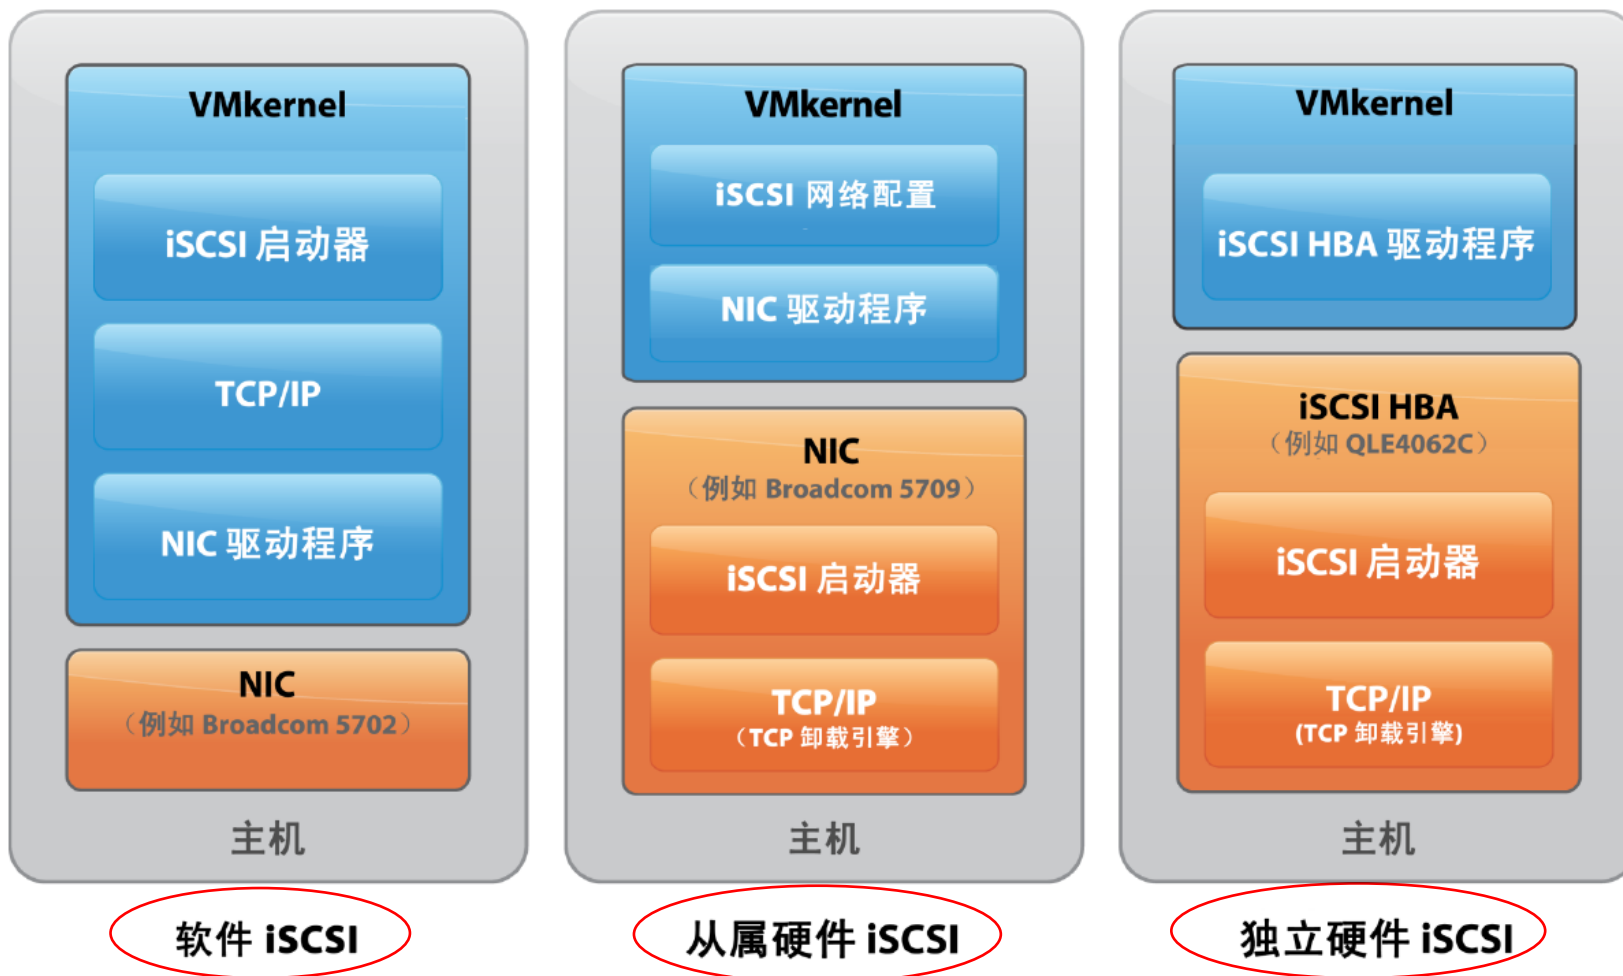 VMkernel
iSCSI 启动器
TCP/IP
NIC 驱动程序
NIC
（例如 Broadcom 5702）
主机
软件 iSCSI
VMkernel
iSCSI 网络配置
NIC 驱动程序
NIC
（例如 Broadcom 5709）
iSCSI 启动器
TCP/IP
（TCP 卸载引擎）
主机
从属硬件 iSCSI
VMkernel
iSCSI HBA 驱动程序
iSCSI HBA
（例如 QLE4062C）
iSCSI 启动器
TCP/IP
(TCP 卸载引擎)
主机
独立硬件 iSCSI